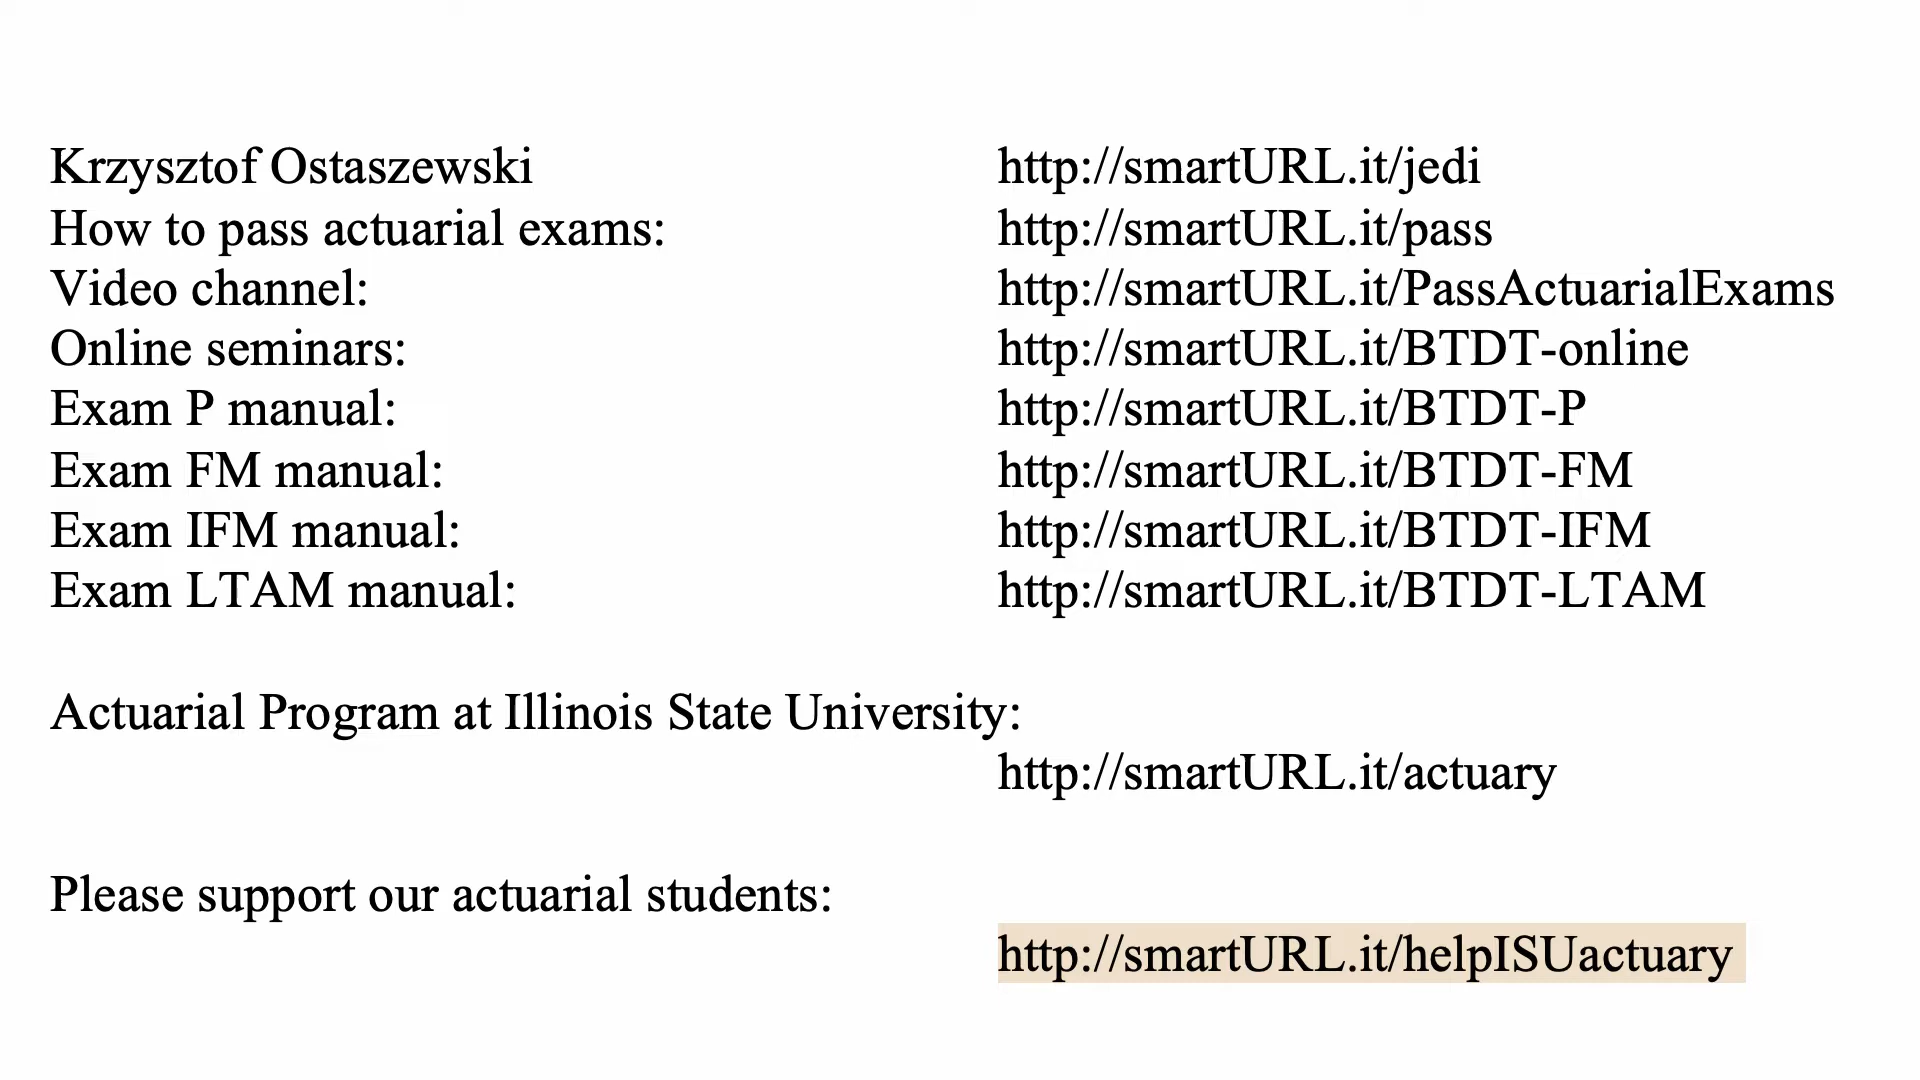 Krzysztof Ostaszewski http://smartURL.it/jedi
How to pass actuarial exams: http://smartURL.it/pass
Video channel: http://smartURL.it/PassActuarialExams
Online seminars: http://smartURL.it/BTDT-online
Exam P manual: http://smartURL.it/BTDT-P
Exam FM manual: http://smartURL.it/BTDT-FM
Exam IFM manual: http://smartURL.it/BTDT-IFM
Exam LTAM manual: http://smartURL.it/BTDT-LTAM
Actuarial Program at Illinois State University:
http://smartURL.it/actuary
Please support our actuarial students:
http://smartURL.it/helpISUactuary